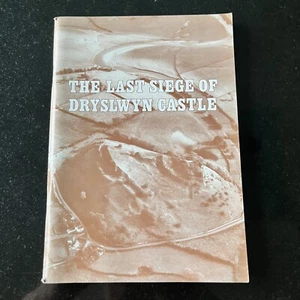 THE LAST SIEGE OF
DRYSLWYN CASTLE